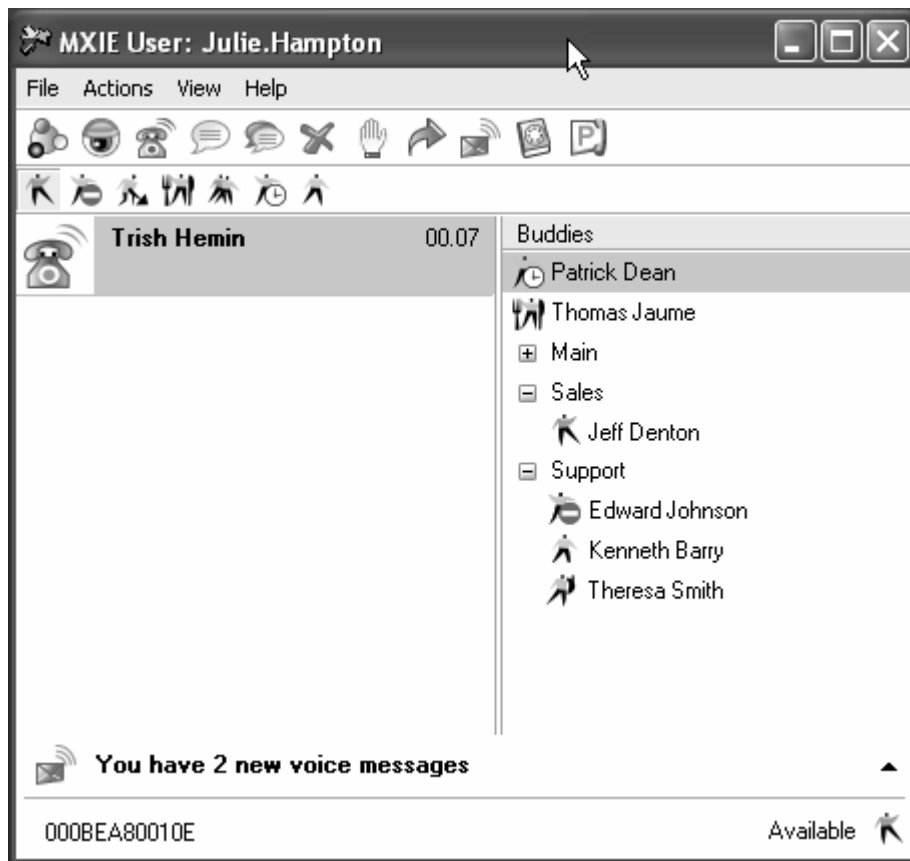 MXIE User: Julie.Hampton
File Actions View Help
Trish Hemin 00.07
Buddies
Patrick Dean
Thomas Jaume
Main
Sales
Jeff Denton
Support
Edward Johnson
Kenneth Barry
Theresa Smith
You have 2 new voice messages
000BEA80010E Available